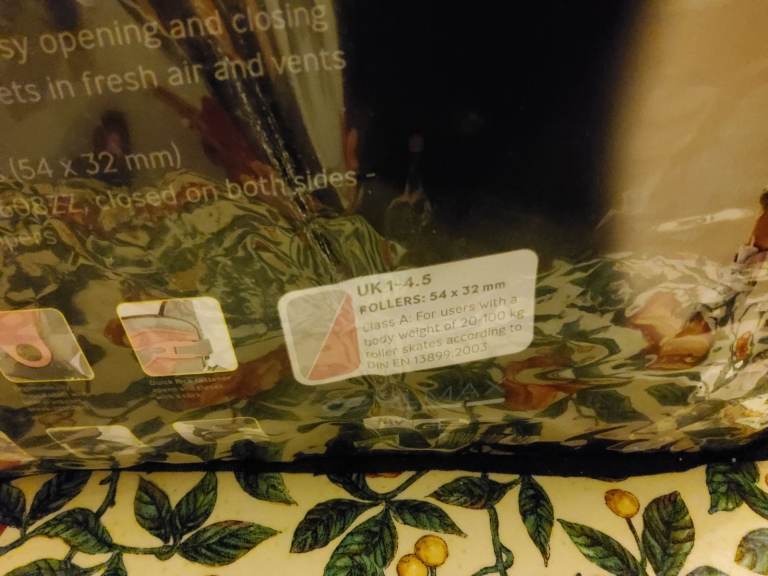 sy opening and closing
ets in fresh air and vents
(54 x 32 mm)
608ZZ, closed on both sides -
pers
UK 1-4.5
ROLLERS: 54 x 32 mm
Class A: For users with a
body weight of 20-100 kg
roller skates according to
DIN EN 13899:2003